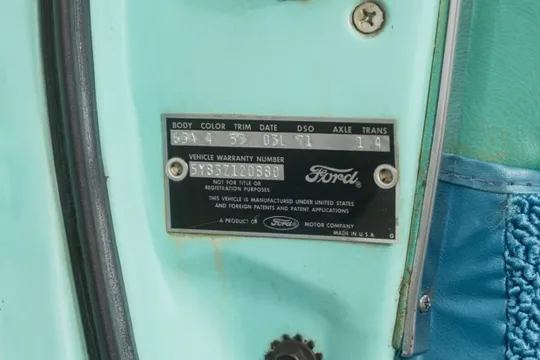 BODY COLOR TRIM DATE DSO AXLE TRANS
4 55 03L 71 1 4
VEHICLE WARRANTY NUMBER
Ford
NOT FOR TITLE OR
REGISTRATION PURPOSES
THIS VEHICLE IS MANUFACTURED UNDER UNITED STATES
AND FOREIGN PATENTS AND PATENT APPLICATIONS
A PRODUCT OF Ford MOTOR COMPANY
MADE IN U.S.A. G